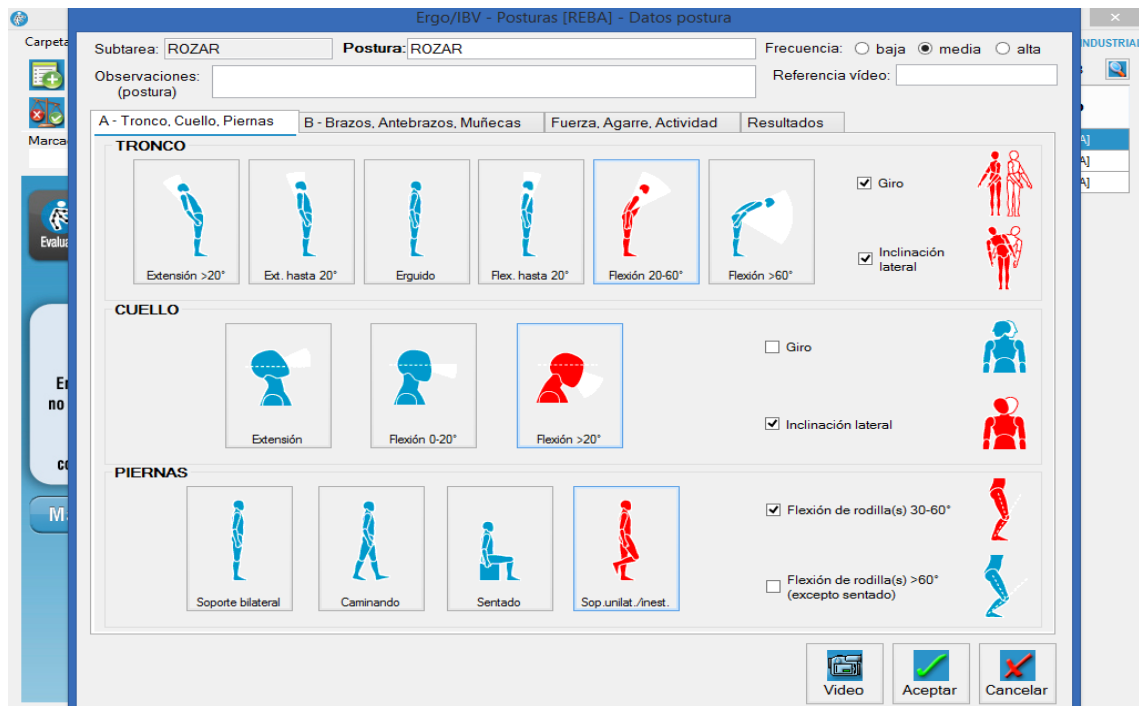 Ergo/IBV - Posturas [REBA] - Datos postura
Carpeta
INDUSTRIAL
Subtarea: ROZAR
Postura: ROZAR
Frecuencia: baja media alta
Observaciones:
(postura)
Referencia vídeo:
A - Tronco, Cuello, Piernas
B - Brazos, Antebrazos, Muñecas
Fuerza, Agarre, Actividad
Resultados
Marca
A]
A]
A]
Evalua
TRONCO
Extensión >20°
Ext. hasta 20°
Erguido
Flex. hasta 20°
Flexión 20-60°
Flexión >60°
Giro
Inclinación
lateral
CUELLO
Extensión
Flexión 0-20°
Flexión >20°
Giro
Inclinación lateral
PIERNAS
Soporte bilateral
Caminando
Sentado
Sop.unilat./inest.
Flexión de rodilla(s) 30-60°
Flexión de rodilla(s) >60°
(excepto sentado)
no
Video
Aceptar
Cancelar